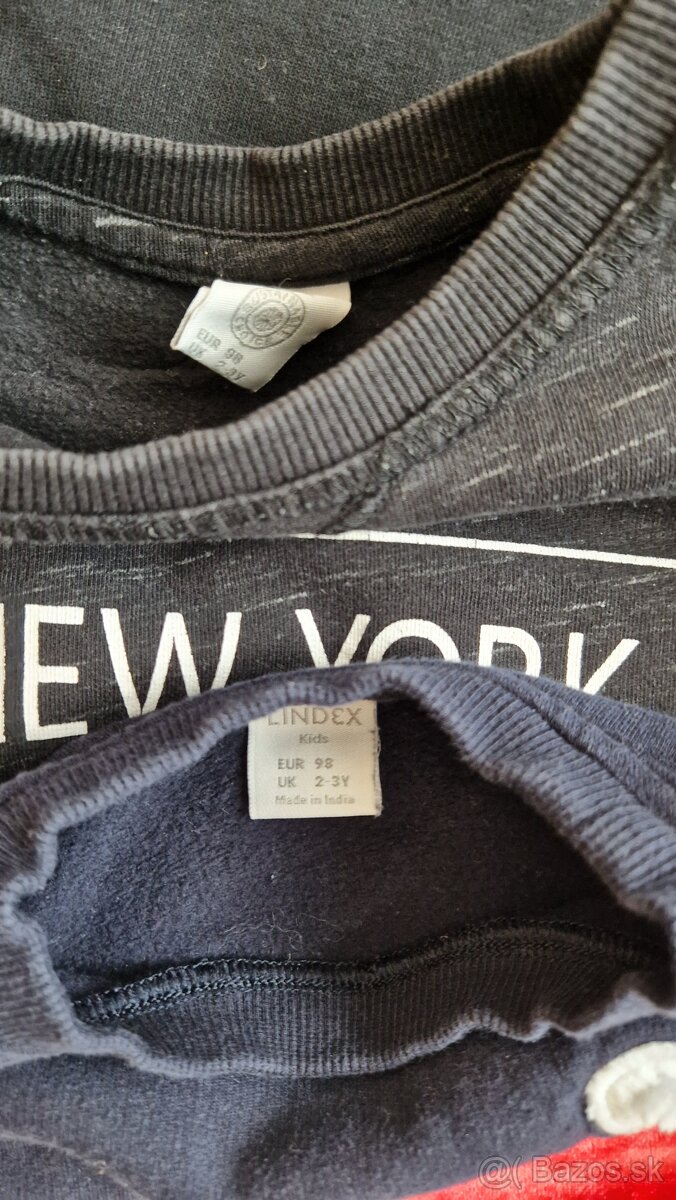 EUR 98
UK 2-3Y
NEW YORK
LINDEX
Kids
EUR 98
UK 2-3Y
Made in India
@( Bazos.sk